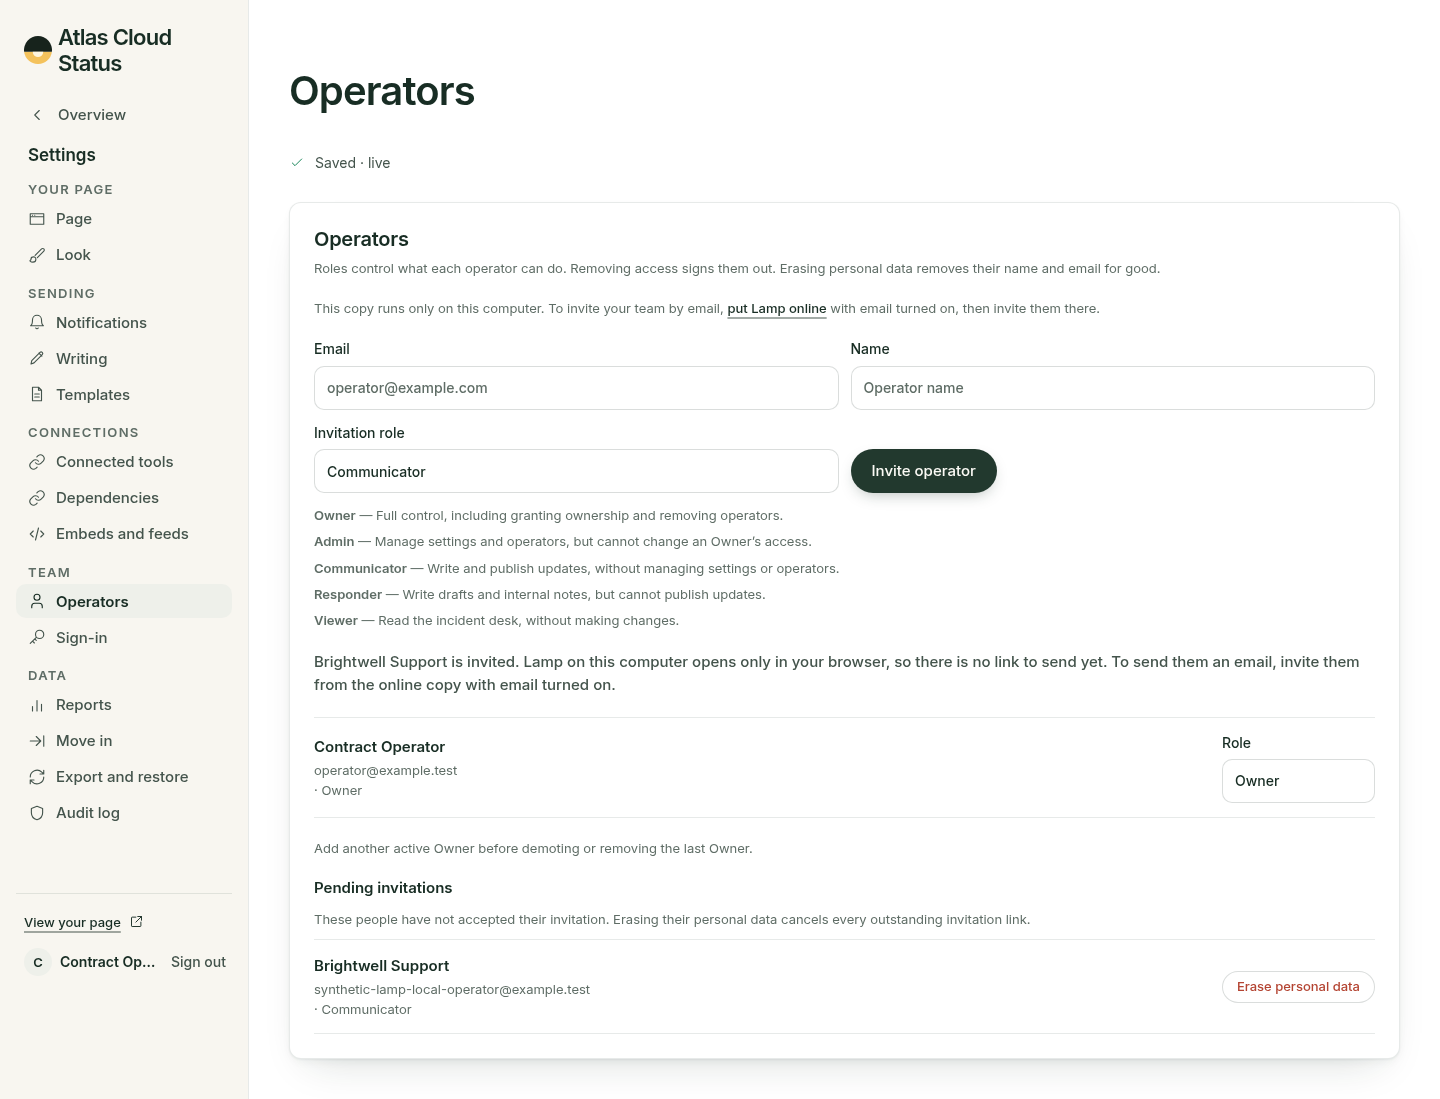 Atlas Cloud
Status
Overview
Settings
YOUR PAGE
Page
Look
SENDING
Notifications
Writing
Templates
CONNECTIONS
Connected tools
Dependencies
Embeds and feeds
TEAM
Operators
Sign-in
DATA
Reports
Move in
Export and restore
Audit log
View your page
C Contract Op... Sign out
Operators
Saved · live
Operators
Roles control what each operator can do. Removing access signs them out. Erasing personal data removes their name and email for good.
This copy runs only on this computer. To invite your team by email, put Lamp online with email turned on, then invite them there.
Email Name
operator@example.com Operator name
Invitation role
Communicator Invite operator
Owner — Full control, including granting ownership and removing operators.
Admin — Manage settings and operators, but cannot change an Owner’s access.
Communicator — Write and publish updates, without managing settings or operators.
Responder — Write drafts and internal notes, but cannot publish updates.
Viewer — Read the incident desk, without making changes.
Brightwell Support is invited. Lamp on this computer opens only in your browser, so there is no link to send yet. To send them an email, invite them
from the online copy with email turned on.
Contract Operator
operator@example.test
· Owner
Role
Owner
Add another active Owner before demoting or removing the last Owner.
Pending invitations
These people have not accepted their invitation. Erasing their personal data cancels every outstanding invitation link.
Brightwell Support
synthetic-lamp-local-operator@example.test
· Communicator
Erase personal data